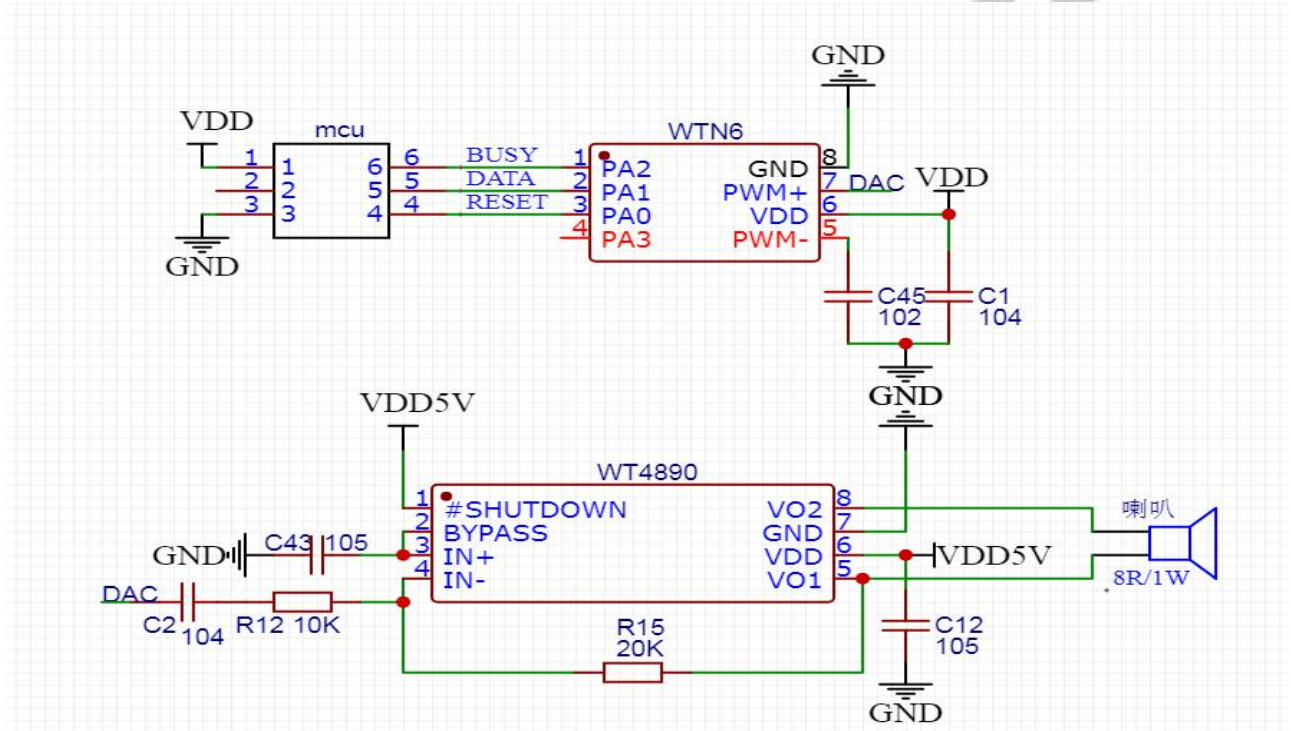 GND
VDD
mcu
WTN6
1 1 6 6 BUSY 1 PA2 GND 8
2 2 5 5 DATA 2 PA1 PWM+ 7 DAC VDD
3 3 4 4 RESET 3 PA0 VDD 6
4 PA3 PWM- 5
GND
C45 C1
102 104
GND
VDD5V
WT4890
1 #SHUTDOWN VO2 8 喇叭
2 BYPASS GND 7
GND C43 105 3 IN+ VDD 6 VDD5V
4 IN- VO1 5 8R/1W
DAC
C2 104 R12 10K
R15
20K
C12
105
GND